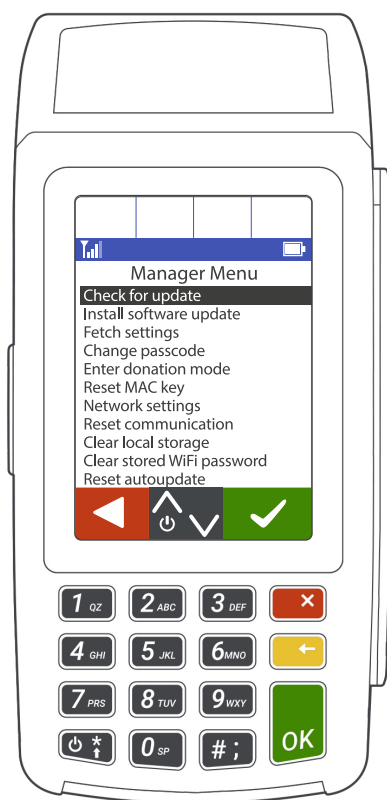 Manager Menu
Check for update
Install software update
Fetch settings
Change passcode
Enter donation mode
Reset MAC key
Network settings
Reset communication
Clear local storage
Clear stored WiFi password
Reset autoupdate
1 QZ 2 ABC 3 DEF ×
4 GHI 5 JKL 6 MNO
7 PRS 8 TUV 9 WXY
* 0 SP # ; OK